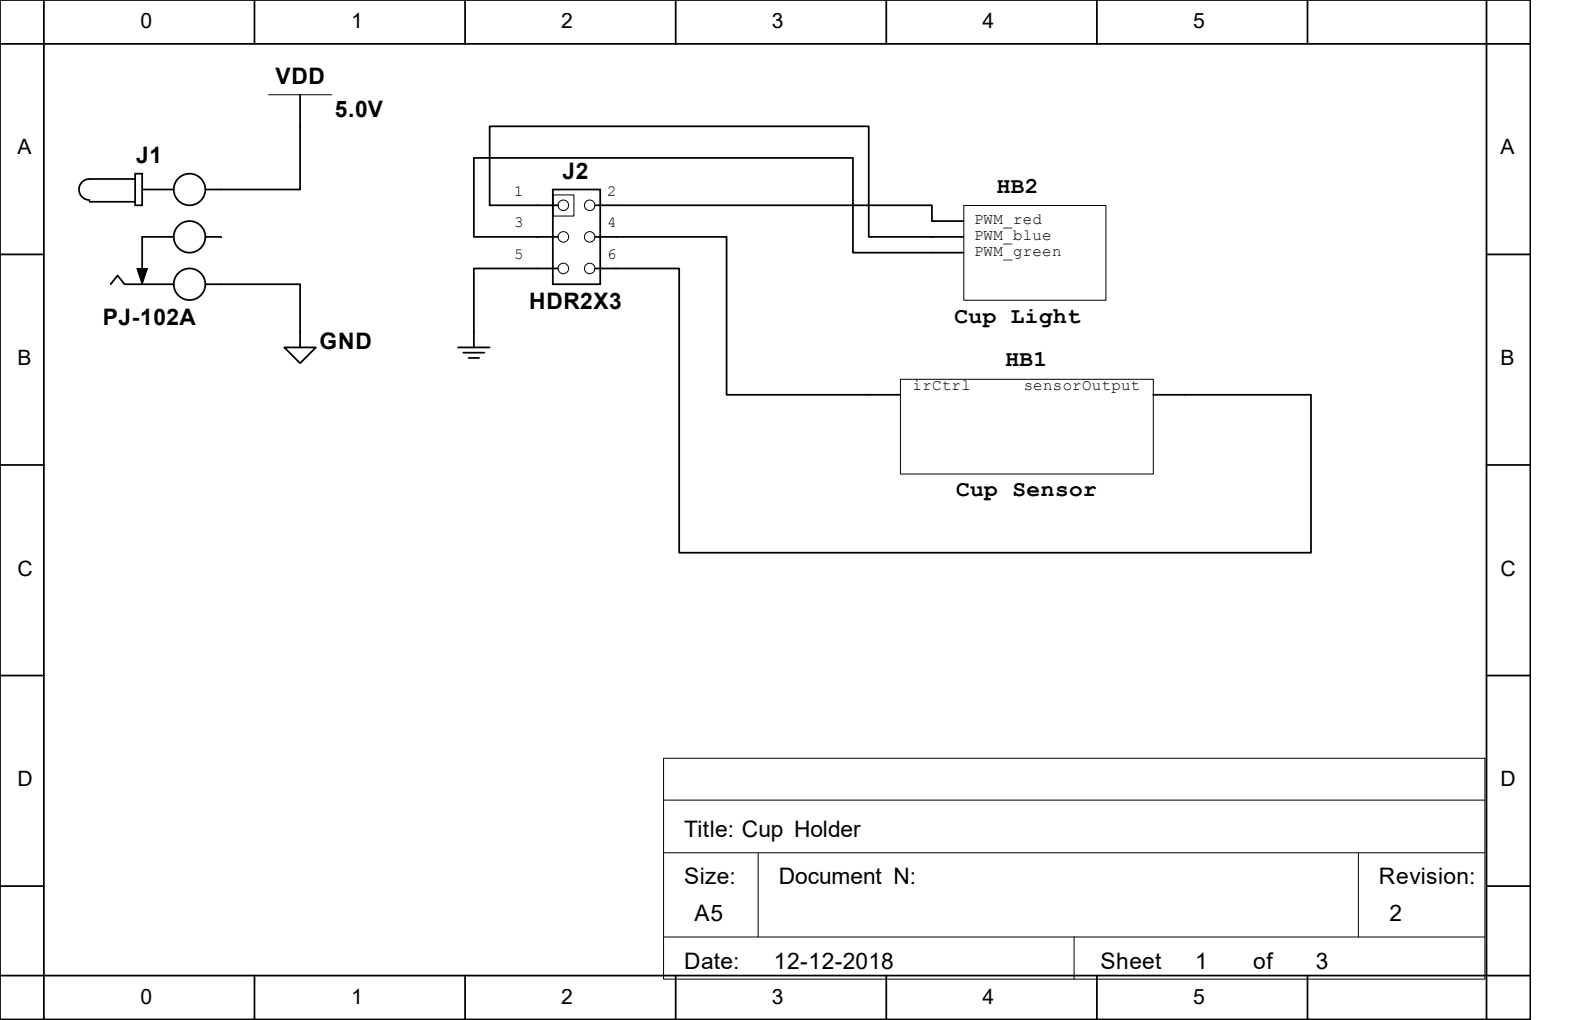 0 1 2 3 4 5
VDD
5.0V
A A
J1
J2
1 2
HB2
3 4
PWM_red
PWM_blue
PWM_green
5 6
HDR2X3
PJ-102A
Cup Light
GND
B B
HB1
irCtrl sensorOutput
Cup Sensor
C C
D D
Title: Cup Holder
Size: Document N: Revision:
A5 2
Date: 12-12-2018 Sheet 1 of 3
0 1 2 3 4 5